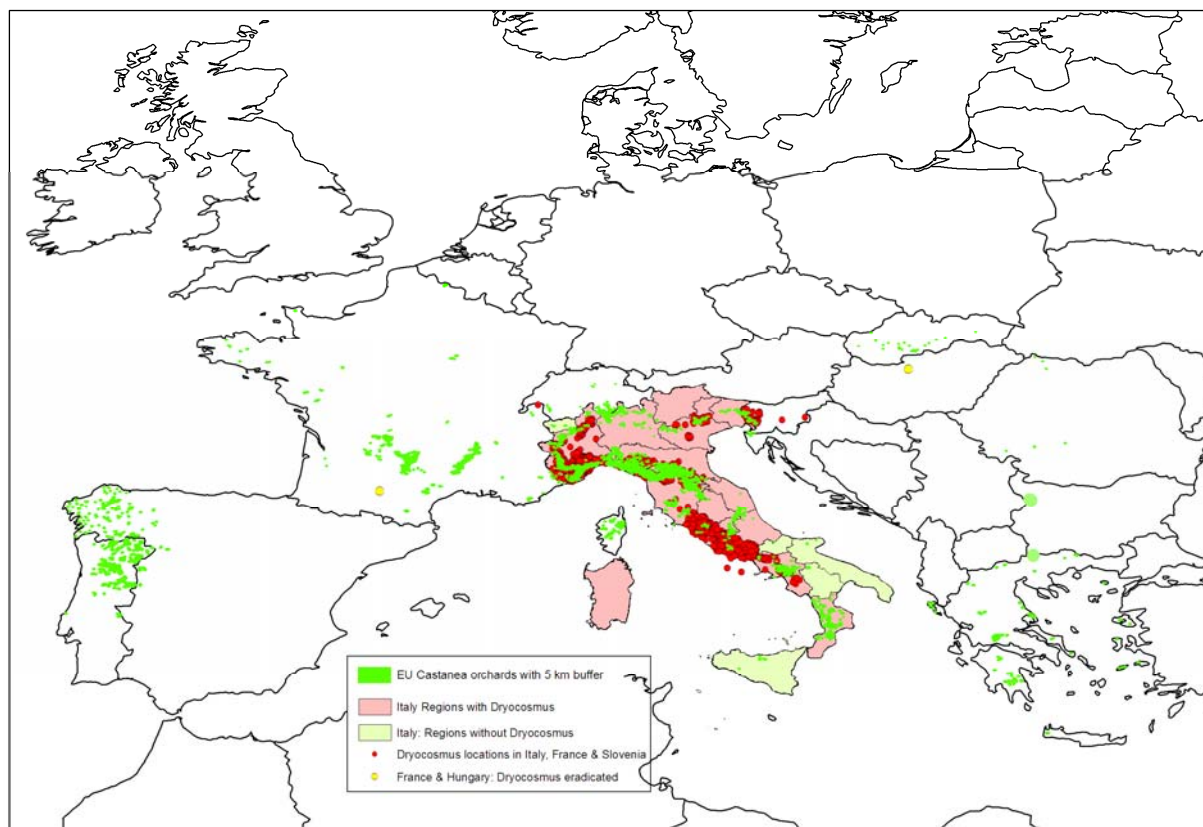 EU Castanea orchards with 5 km buffer
Italy Regions with Dryocosmus
Italy: Regions without Dryocosmus
Dryocosmus locations in Italy, France & Slovenia
France & Hungary: Dryocosmus eradicated